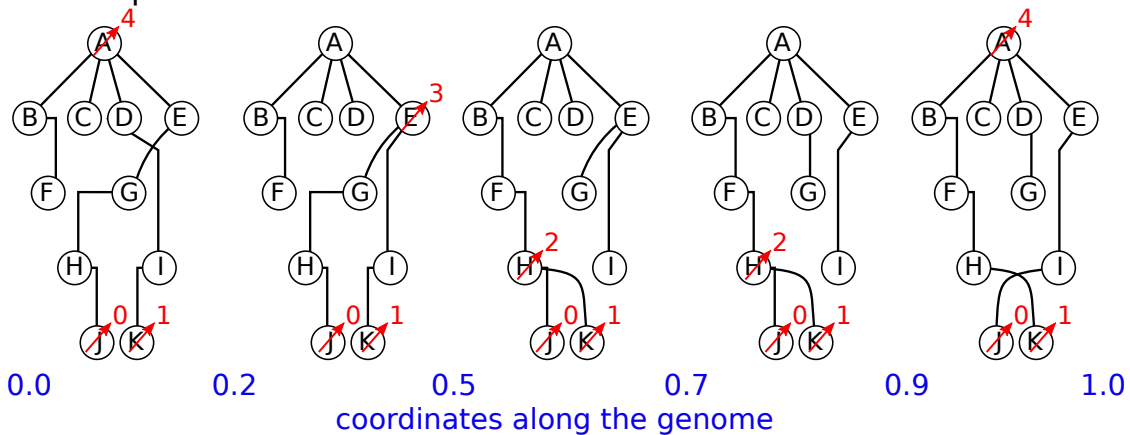 A 4 A A A A 4
B C D E B C D E 3 B C D E B C D E B C D E
F G F G F G F G F G
H I H I H 2 I H 2 I H I
J 0 K 1 J 0 K 1 J 0 K 1 J 0 K 1 J 0 K 1
0.0 0.2 0.5 0.7 0.9 1.0
coordinates along the genome